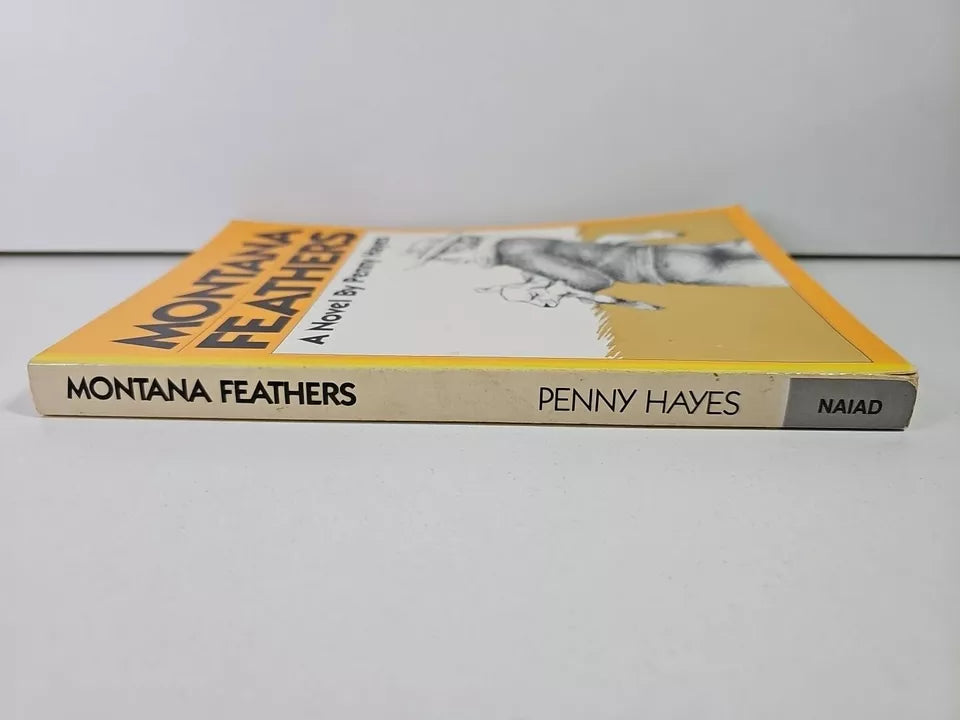 MONTANA
FEATHERS
A Novel By Penny Hayes
MONTANA FEATHERS
PENNY HAYES
NAIAD